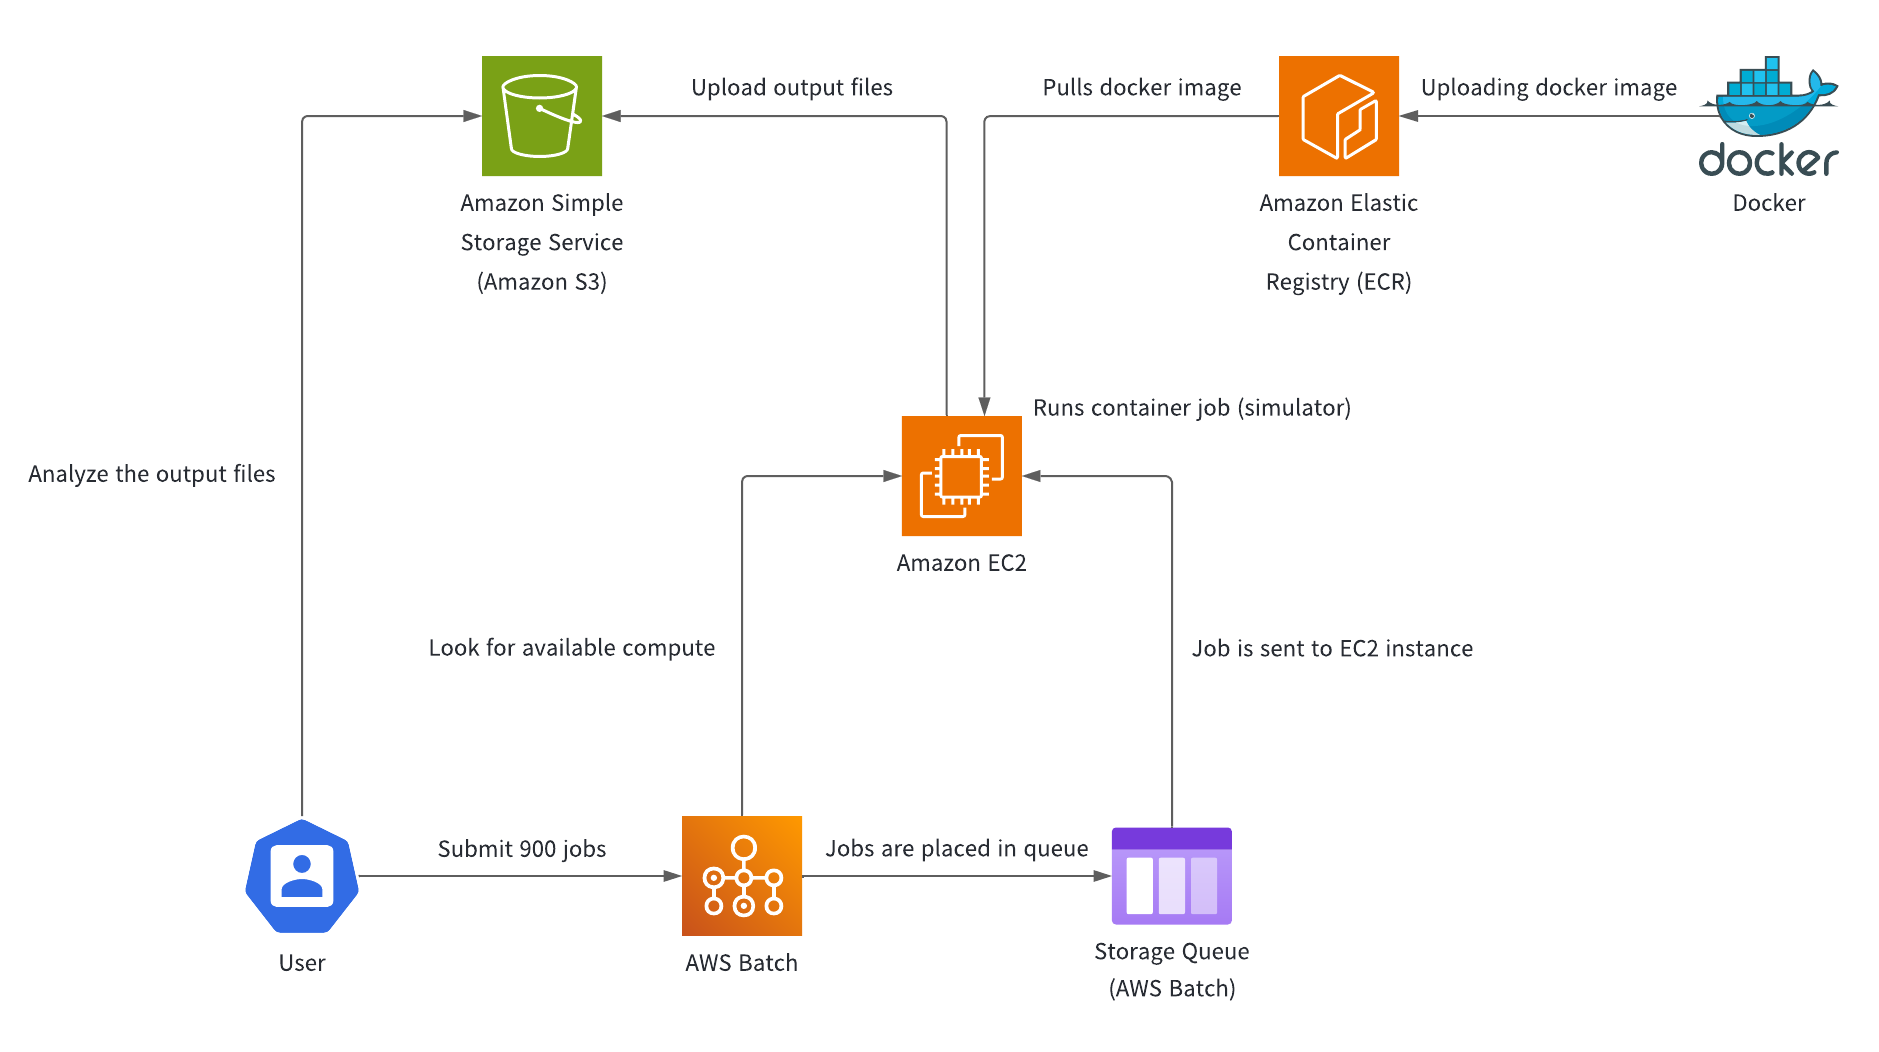 Upload output files
Pulls docker image
Uploading docker image
docker
Amazon Simple
Storage Service
(Amazon S3)
Amazon Elastic
Container
Registry (ECR)
Docker
Runs container job (simulator)
Analyze the output files
Amazon EC2
Look for available compute
Job is sent to EC2 instance
Submit 900 jobs
Jobs are placed in queue
User
AWS Batch
Storage Queue
(AWS Batch)